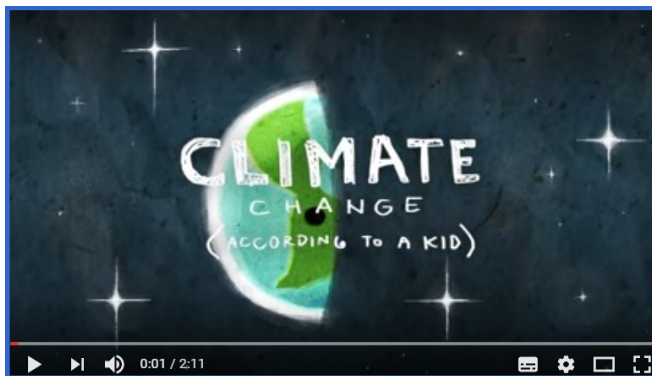 CLIMATE
CHANGE
(ACCORDING TO A KID)
0:01 / 2:11